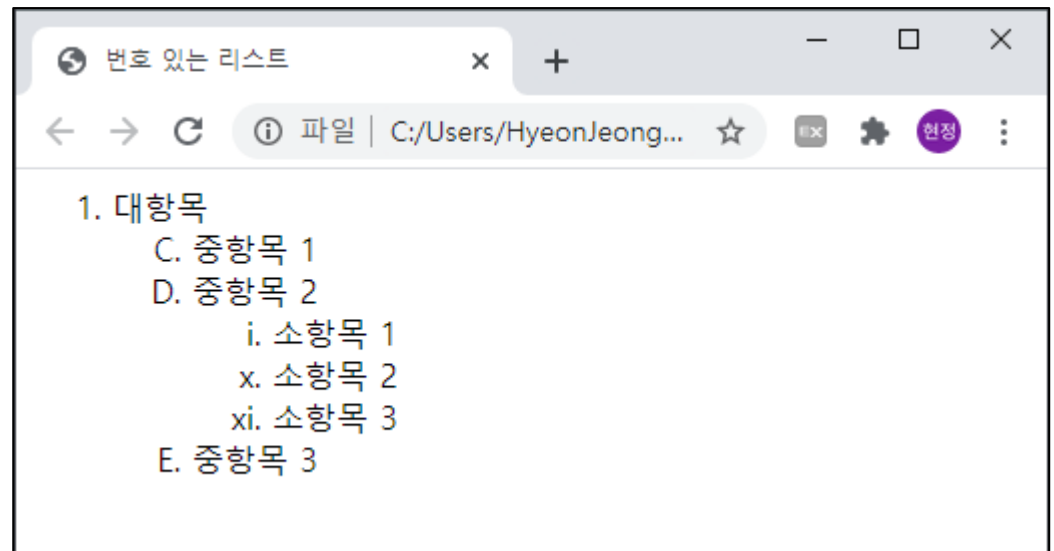 번호 있는 리스트
파일 | C:/Users/HyeonJeong...
EX
현정
1. 대항목
C. 중항목 1
D. 중항목 2
i. 소항목 1
x. 소항목 2
xi. 소항목 3
E. 중항목 3